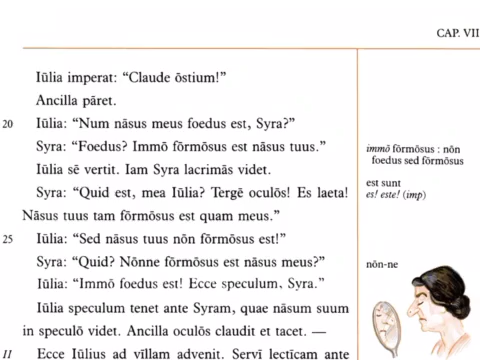 CAP. VII
Iūlia imperat: “Claude ōstium!”
Ancilla pāret.
20 Iūlia: “Num nāsus meus foedus est, Syra?”
Syra: “Foedus? Immō fōrmōsus est nāsus tuus.”
Iūlia sē vertit. Iam Syra lacrimās videt.
Syra: “Quid est, mea Iūlia? Tergē oculōs! Es laeta!
Nāsus tuus tam fōrmōsus est quam meus.”
25 Iūlia: “Sed nāsus tuus nōn fōrmōsus est!”
Syra: “Quid? Nōnne fōrmōsus est nāsus meus?”
Iūlia: “Immō foedus est! Ecce speculum, Syra.”
Iūlia speculum tenet ante Syram, quae nāsum suum
in speculō videt. Ancilla oculōs claudit et tacet. —
II Ecce Iūlius ad vīllam advenit. Servī lectīcam ante
immō fōrmōsus : nōn
foedus sed fōrmōsus
est sunt
es! este! (imp)
nōn-ne